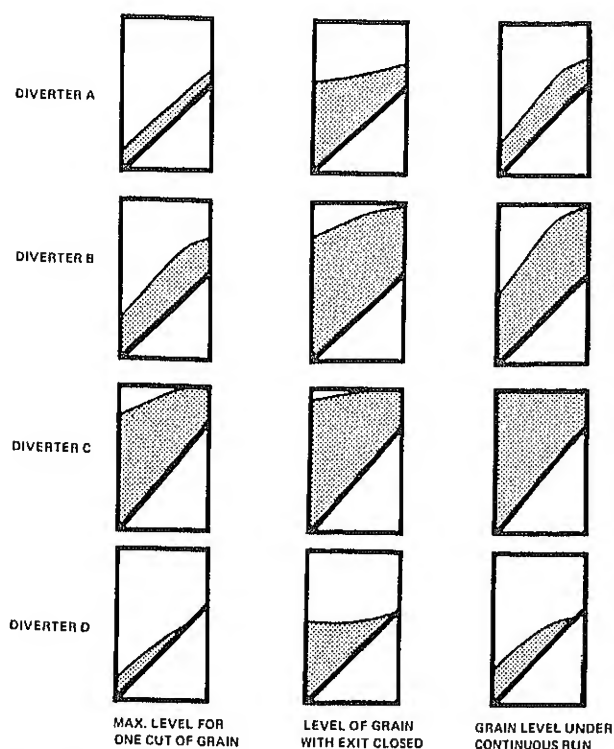 DIVERTER A
DIVERTER B
DIVERTER C
DIVERTER D
MAX. LEVEL FOR
ONE CUT OF GRAIN
LEVEL OF GRAIN
WITH EXIT CLOSED
GRAIN LEVEL UNDER
CONTINUOUS RUN